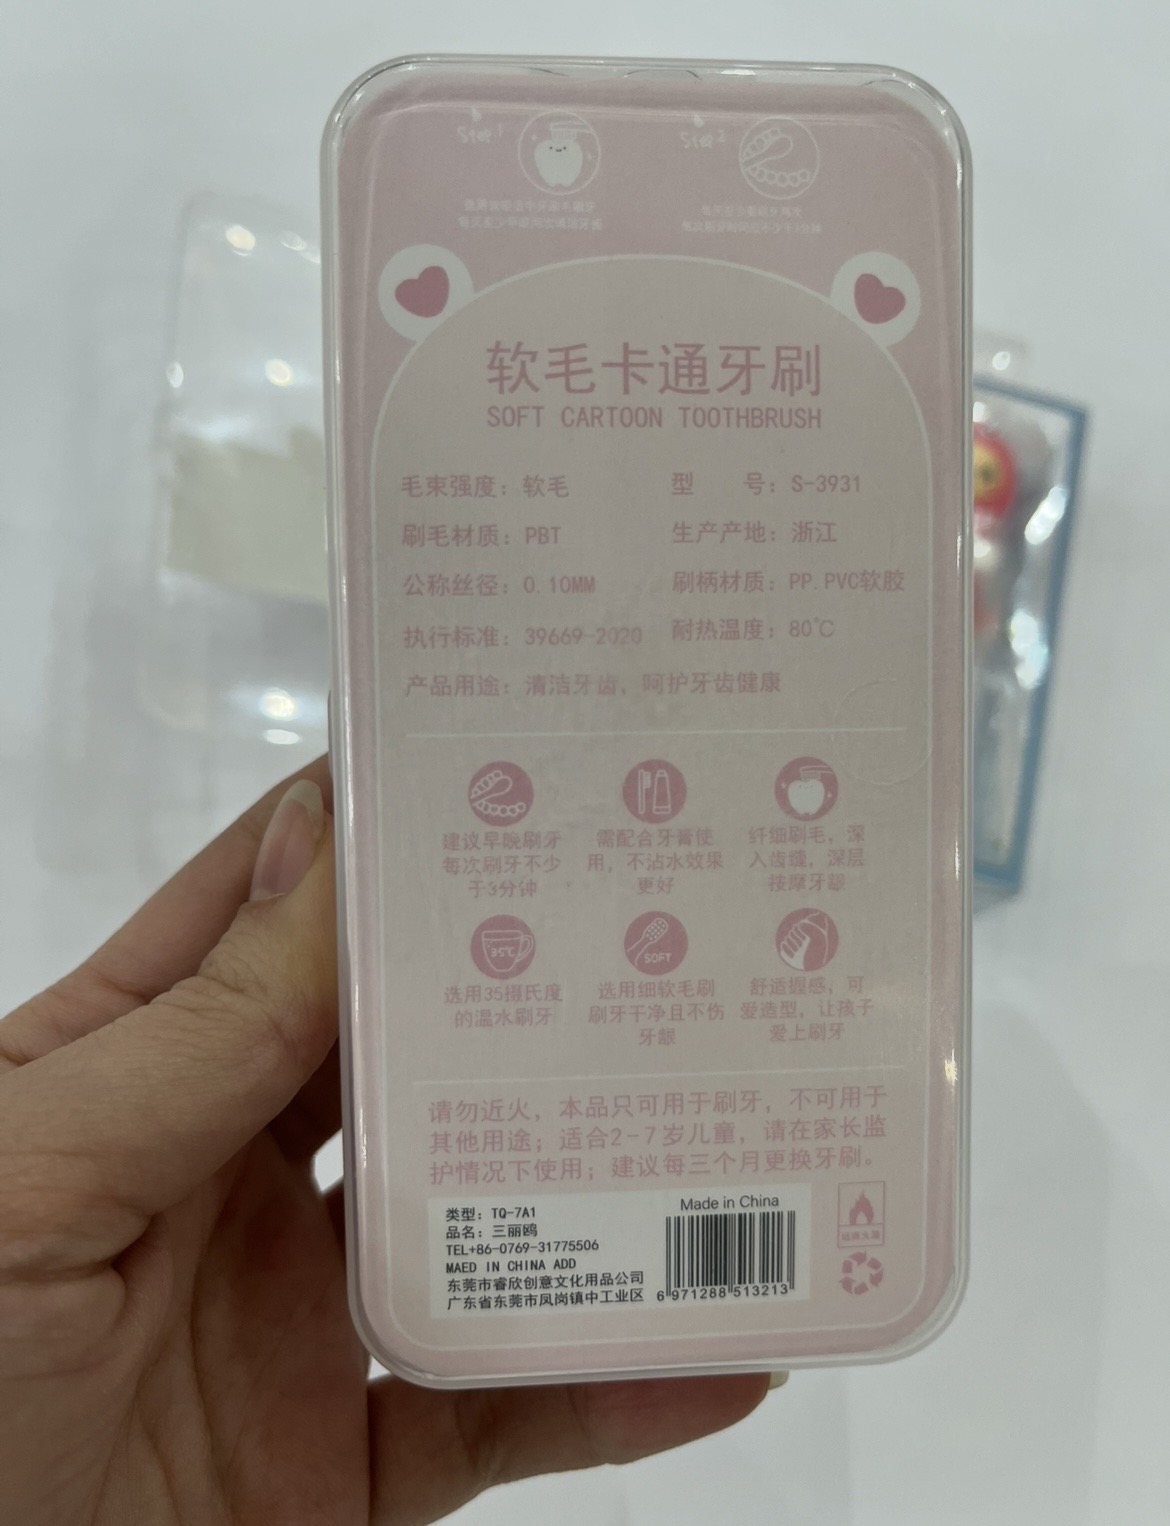 Step 1
Step 2
软毛卡通牙刷
SOFT CARTOON TOOTHBRUSH
毛束强度：软毛
型 号：S-3931
刷毛材质：PBT
生产产地：浙江
公称丝径：0.10MM
刷柄材质：PP.PVC软胶
执行标准：39669-2020
耐热温度：80℃
产品用途：清洁牙齿，呵护牙齿健康
建议早晚刷牙
每次刷牙不少
于3分钟
需配合牙膏使
用，不沾水效果
更好
纤细刷毛，深
入齿缝，深层
按摩牙龈
35℃
选用35摄氏度
的温水刷牙
SOFT
选用细软毛刷
刷牙干净且不伤
牙龈
舒适握感，可
爱造型，让孩子
爱上刷牙
请勿近火，本品只可用于刷牙，不可用于
其他用途；适合2-7岁儿童，请在家长监
护情况下使用；建议每三个月更换牙刷。
类型：TQ-7A1
品名：三丽鸥
TEL+86-0769-31775506
MAED IN CHINA ADD
东莞市睿欣创意文化用品公司
广东省东莞市凤岗镇中工业区
Made in China
6 971288 513213
远离火源